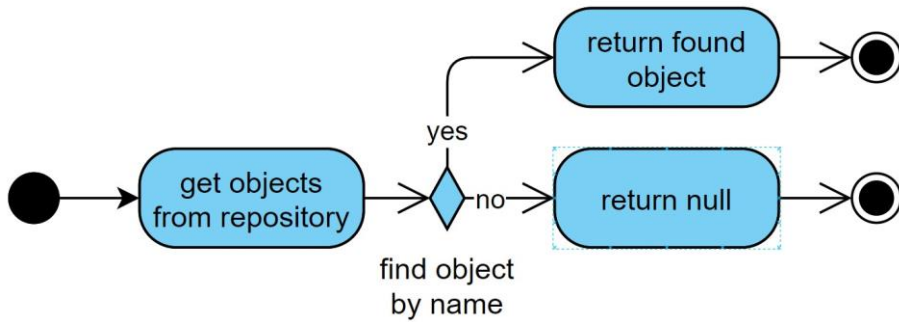 return found
object
yes
get objects
from repository
no
return null
find object
by name